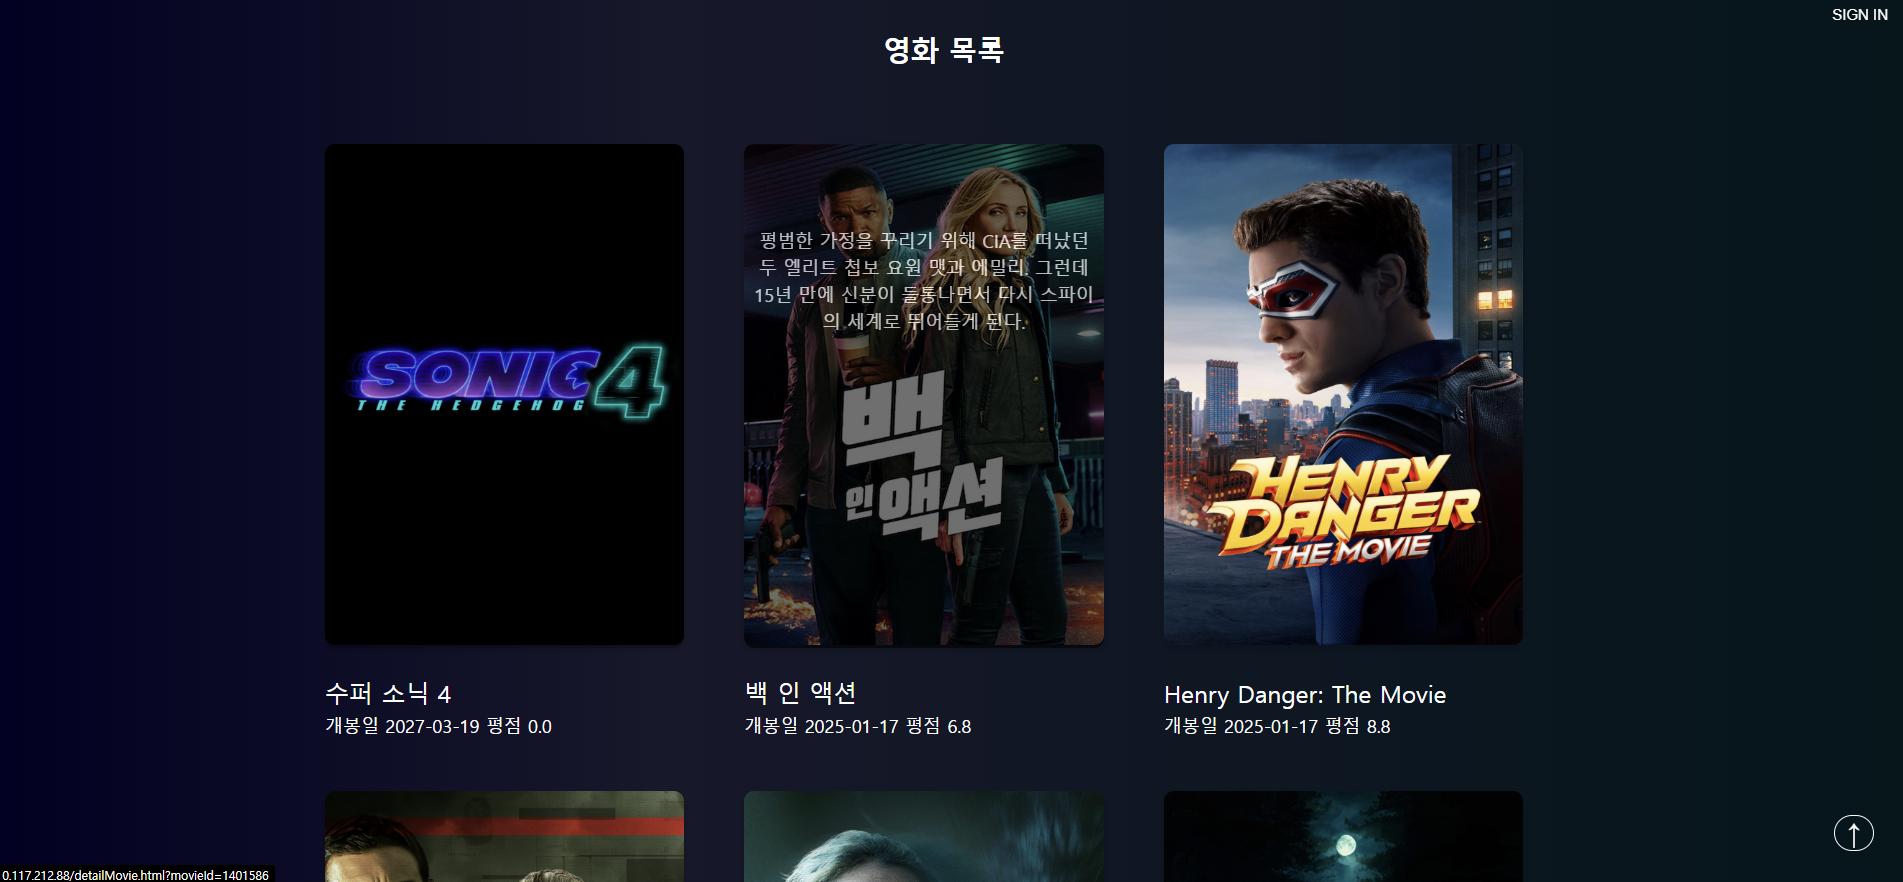 SIGN IN
영화 목록
SONIC 4
THE HEDGEHOG
평범한 가정을 꾸리기 위해 CIA를 떠났던
두 엘리트 첩보 요원 맷과 에밀리. 그런데
15년 만에 신분이 들통나면서 다시 스파이
의 세계로 뛰어들게 된다.
백
인 액션
HENRY
DANGER
THE MOVIE
수퍼 소닉 4
개봉일 2027-03-19 평점 0.0
백 인 액션
개봉일 2025-01-17 평점 6.8
Henry Danger: The Movie
개봉일 2025-01-17 평점 8.8
0.117.212.88/detailMovie.html?movieId=1401586